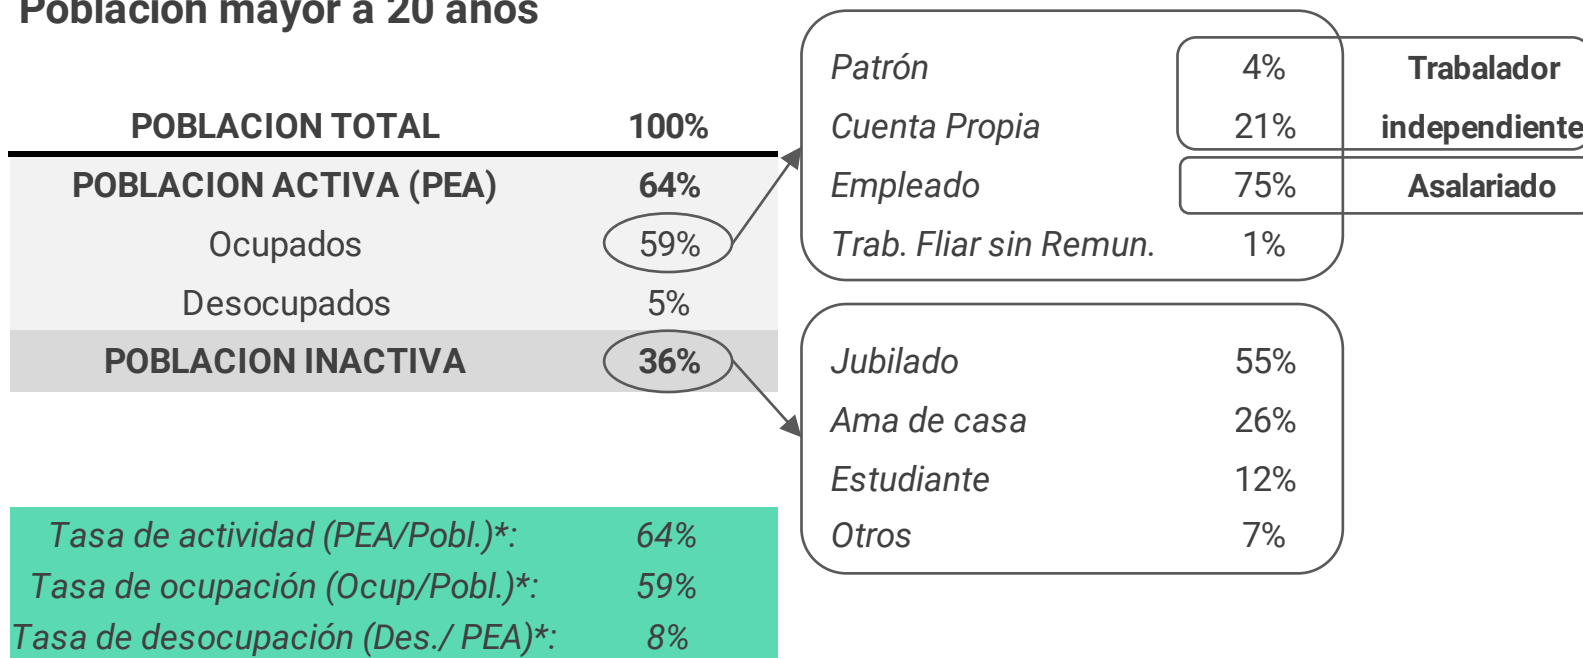 Población mayor a 20 años
POBLACION TOTAL 100%
POBLACION ACTIVA (PEA) 64%
Ocupados 59%
Desocupados 5%
POBLACION INACTIVA 36%
Tasa de actividad (PEA/Pobl.)*: 64%
Tasa de ocupación (Ocup/Pobl.)*: 59%
Tasa de desocupación (Des./ PEA)*: 8%
Patrón 4% Trabalador
Cuenta Propia 21% independiente
Empleado 75% Asalariado
Trab. Fliar sin Remun. 1%
Jubilado 55%
Ama de casa 26%
Estudiante 12%
Otros 7%